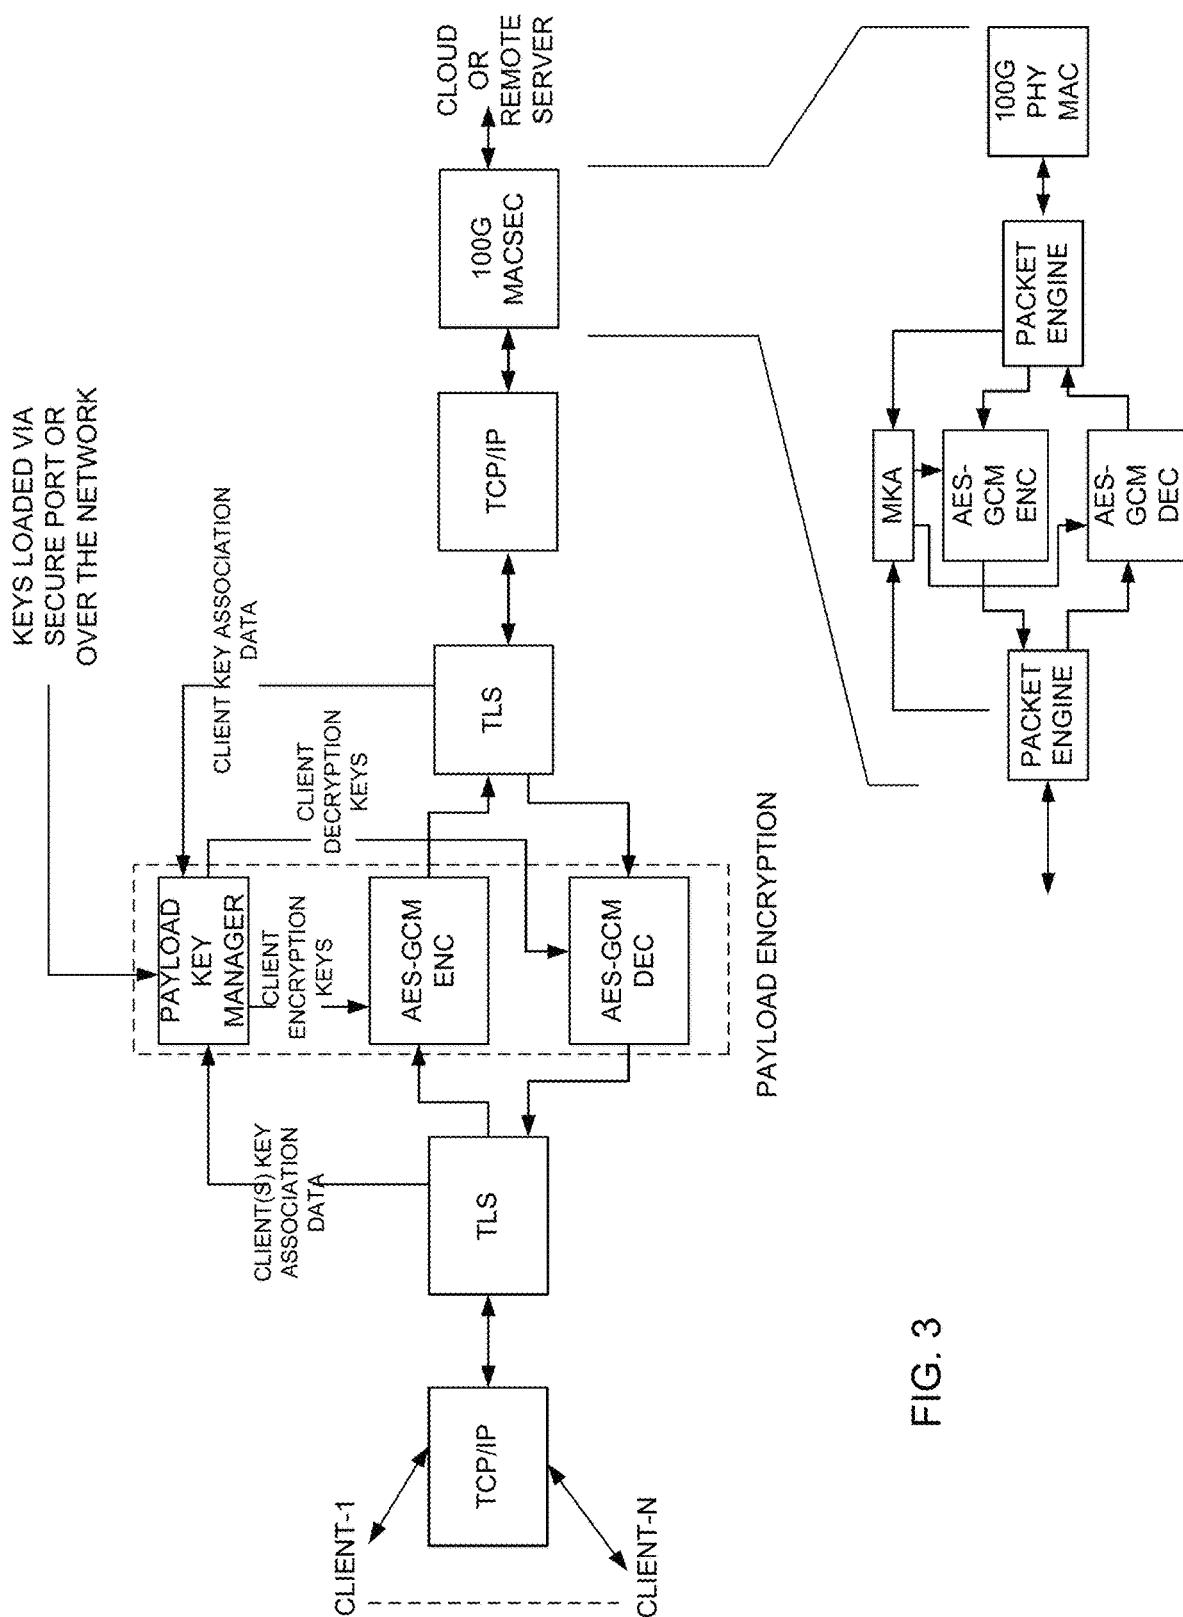 KEYS LOADED VIA
SECURE PORT OR
OVER THE NETWORK
CLIENT-1
CLIENT-N
TCP/IP
TLS
CLIENT(S) KEY
ASSOCIATION
DATA
PAYLOAD
KEY
MANAGER
CLIENT
ENCRYPTION
KEYS
AES-GCM
ENC
AES-GCM
DEC
PAYLOAD ENCRYPTION
CLIENT
DECRYPTION
KEYS
CLIENT KEY ASSOCIATION
DATA
TLS
TCP/IP
100G
MACSEC
CLOUD
OR
REMOTE
SERVER
PACKET
ENGINE
MKA
AES-
GCM
ENC
AES-
GCM
DEC
PACKET
ENGINE
100G
PHY
MAC
FIG. 3